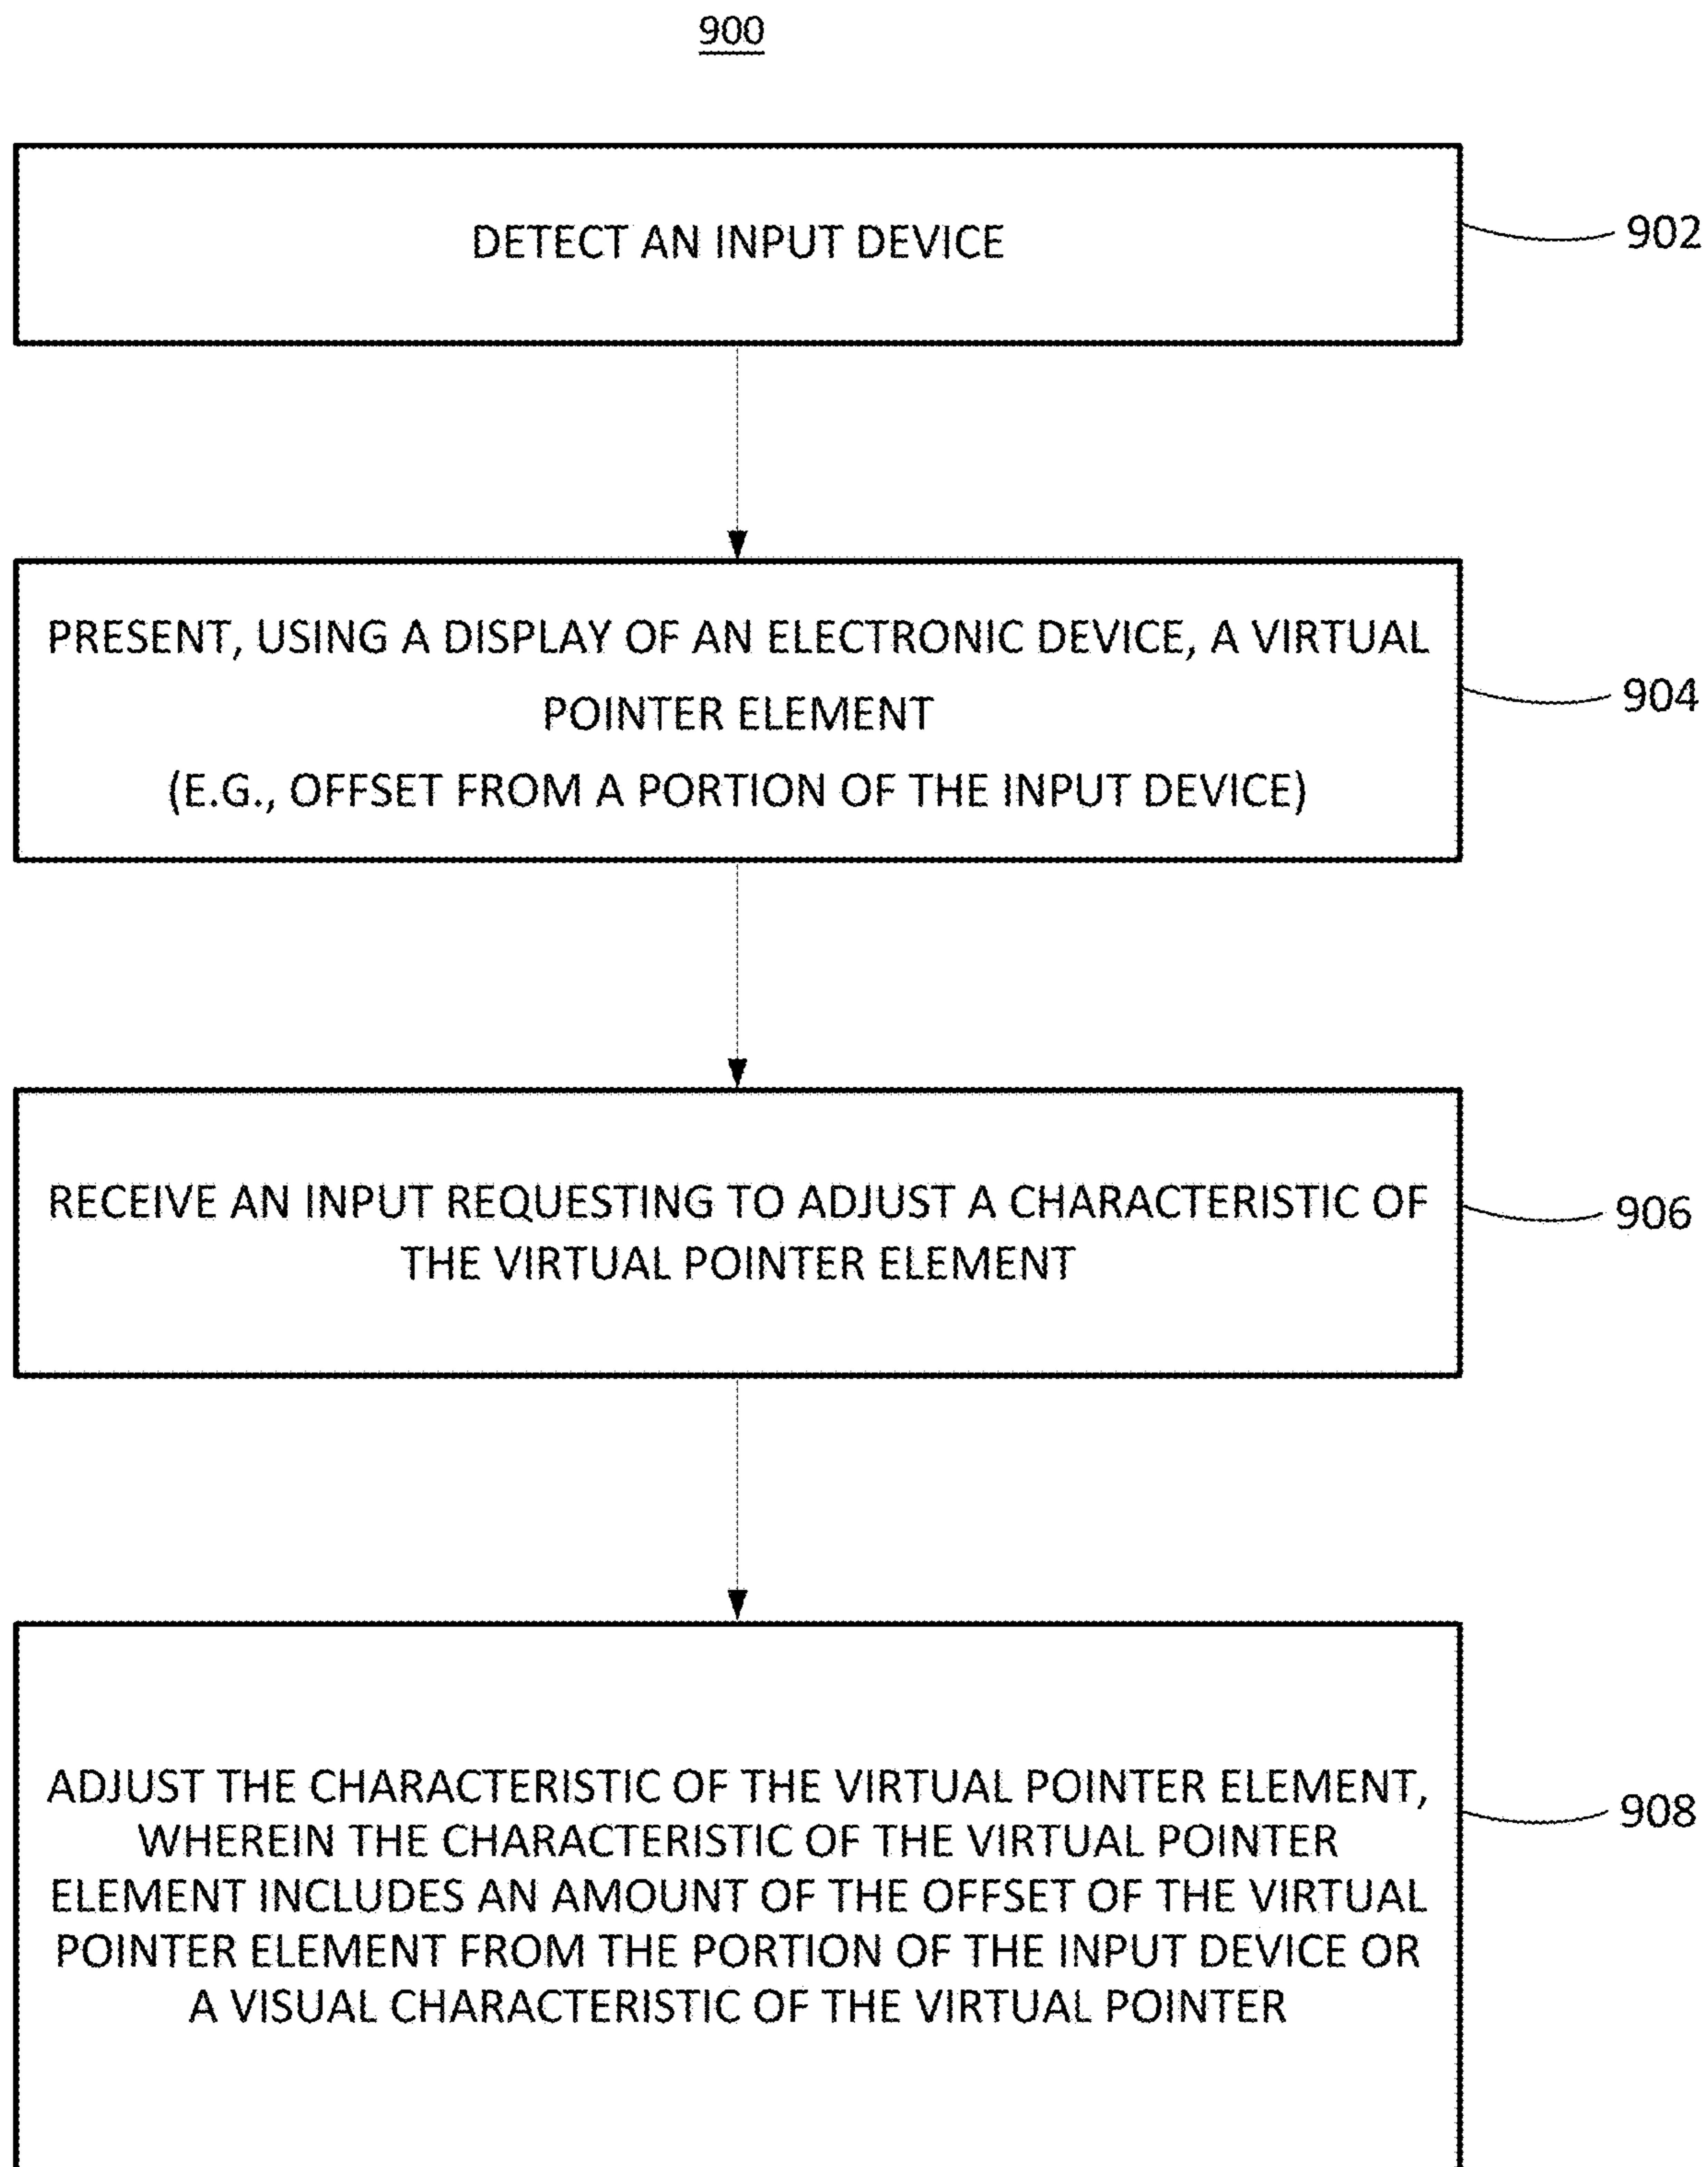 900
DETECT AN INPUT DEVICE
902
PRESENT, USING A DISPLAY OF AN ELECTRONIC DEVICE, A VIRTUAL
POINTER ELEMENT
(E.G., OFFSET FROM A PORTION OF THE INPUT DEVICE)
904
RECEIVE AN INPUT REQUESTING TO ADJUST A CHARACTERISTIC OF
THE VIRTUAL POINTER ELEMENT
906
ADJUST THE CHARACTERISTIC OF THE VIRTUAL POINTER ELEMENT,
WHEREIN THE CHARACTERISTIC OF THE VIRTUAL POINTER
ELEMENT INCLUDES AN AMOUNT OF THE OFFSET OF THE VIRTUAL
POINTER ELEMENT FROM THE PORTION OF THE INPUT DEVICE OR
A VISUAL CHARACTERISTIC OF THE VIRTUAL POINTER
908